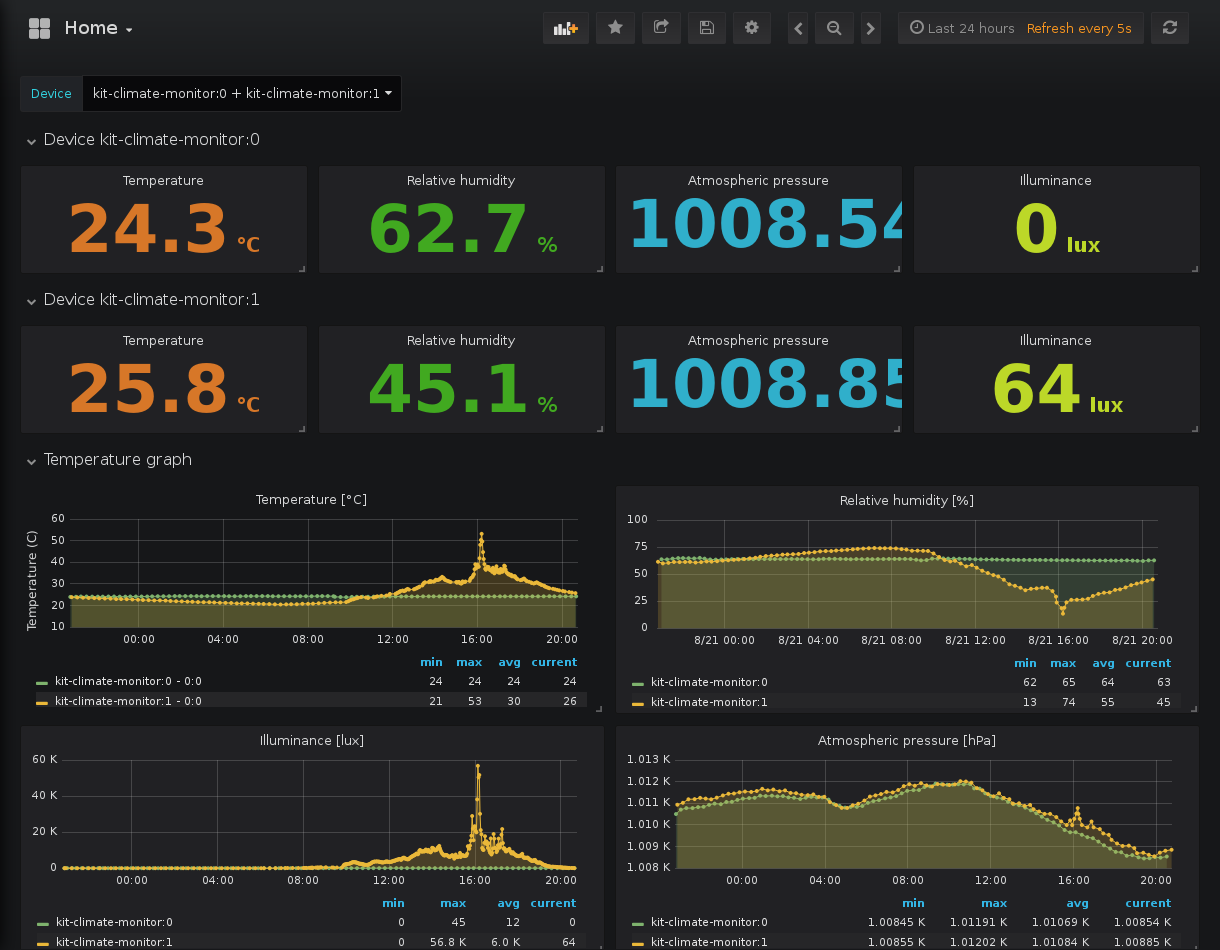 Home
Last 24 hours Refresh every 5s
Device kit-climate-monitor:0 + kit-climate-monitor:1
Device kit-climate-monitor:0
Temperature
24.3 °C
Relative humidity
62.7 %
Atmospheric pressure
1008.54
Illuminance
0 lux
Device kit-climate-monitor:1
Temperature
25.8 °C
Relative humidity
45.1 %
Atmospheric pressure
1008.85
Illuminance
64 lux
Temperature graph
Temperature [°C]
Temperature (C)
60
50
40
30
20
10
00:00 04:00 08:00 12:00 16:00 20:00
min max avg current
kit-climate-monitor:0 - 0:0 24 24 24 24
kit-climate-monitor:1 - 0:0 21 53 30 26
Relative humidity [%]
100
75
50
25
0
8/21 00:00 8/21 04:00 8/21 08:00 8/21 12:00 8/21 16:00 8/21 20:00
min max avg current
kit-climate-monitor:0 62 65 64 63
kit-climate-monitor:1 13 74 55 45
Illuminance [lux]
60 K
40 K
20 K
0
00:00 04:00 08:00 12:00 16:00 20:00
min max avg current
kit-climate-monitor:0 0 45 12 0
kit-climate-monitor:1 0 56.8 K 6.0 K 64
Atmospheric pressure [hPa]
1.013 K
1.012 K
1.011 K
1.010 K
1.009 K
1.008 K
00:00 04:00 08:00 12:00 16:00 20:00
min max avg current
kit-climate-monitor:0 1.00845 K 1.01191 K 1.01069 K 1.00854 K
kit-climate-monitor:1 1.00855 K 1.01202 K 1.01084 K 1.00885 K